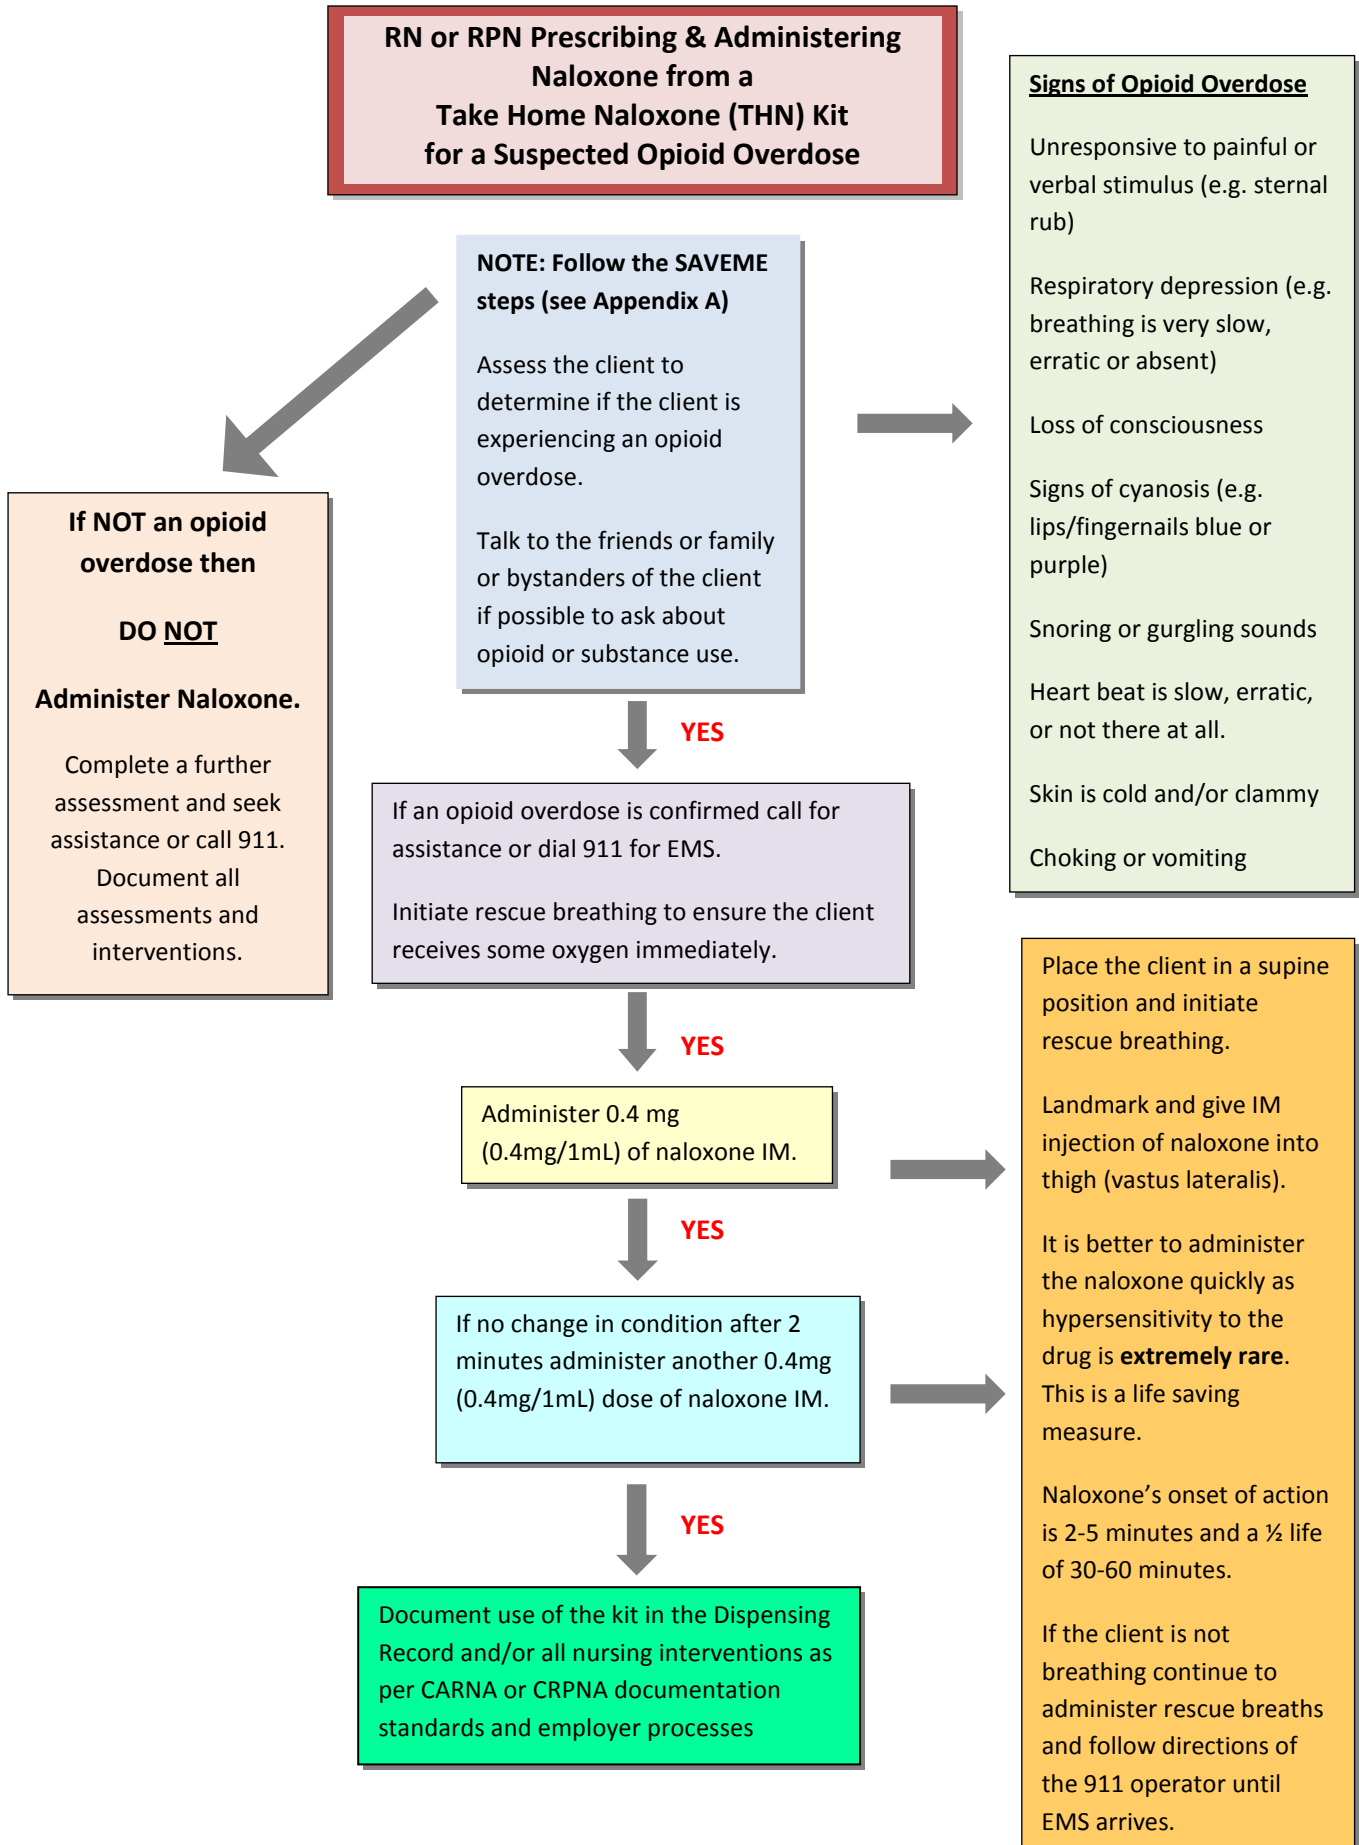 RN or RPN Prescribing & Administering
Naloxone from a
Take Home Naloxone (THN) Kit
for a Suspected Opioid Overdose
Signs of Opioid Overdose
Unresponsive to painful or
verbal stimulus (e.g. sternal
rub)
Respiratory depression (e.g.
breathing is very slow,
erratic or absent)
Loss of consciousness
Signs of cyanosis (e.g.
lips/fingernails blue or
purple)
Snoring or gurgling sounds
Heart beat is slow, erratic,
or not there at all.
Skin is cold and/or clammy
Choking or vomiting
NOTE: Follow the SAVEME
steps (see Appendix A)
Assess the client to
determine if the client is
experiencing an opioid
overdose.
Talk to the friends or family
or bystanders of the client
if possible to ask about
opioid or substance use.
If NOT an opioid
overdose then
DO NOT
Administer Naloxone.
Complete a further
assessment and seek
assistance or call 911.
Document all
assessments and
interventions.
YES
If an opioid overdose is confirmed call for
assistance or dial 911 for EMS.
Initiate rescue breathing to ensure the client
receives some oxygen immediately.
YES
Administer 0.4 mg
(0.4mg/1mL) of naloxone IM.
YES
If no change in condition after 2
minutes administer another 0.4mg
(0.4mg/1mL) dose of naloxone IM.
YES
Document use of the kit in the Dispensing
Record and/or all nursing interventions as
per CARNA or CRPNA documentation
standards and employer processes
Place the client in a supine
position and initiate
rescue breathing.
Landmark and give IM
injection of naloxone into
thigh (vastus lateralis).
It is better to administer
the naloxone quickly as
hypersensitivity to the
drug is extremely rare.
This is a life saving
measure.
Naloxone’s onset of action
is 2-5 minutes and a ½ life
of 30-60 minutes.
If the client is not
breathing continue to
administer rescue breaths
and follow directions of
the 911 operator until
EMS arrives.